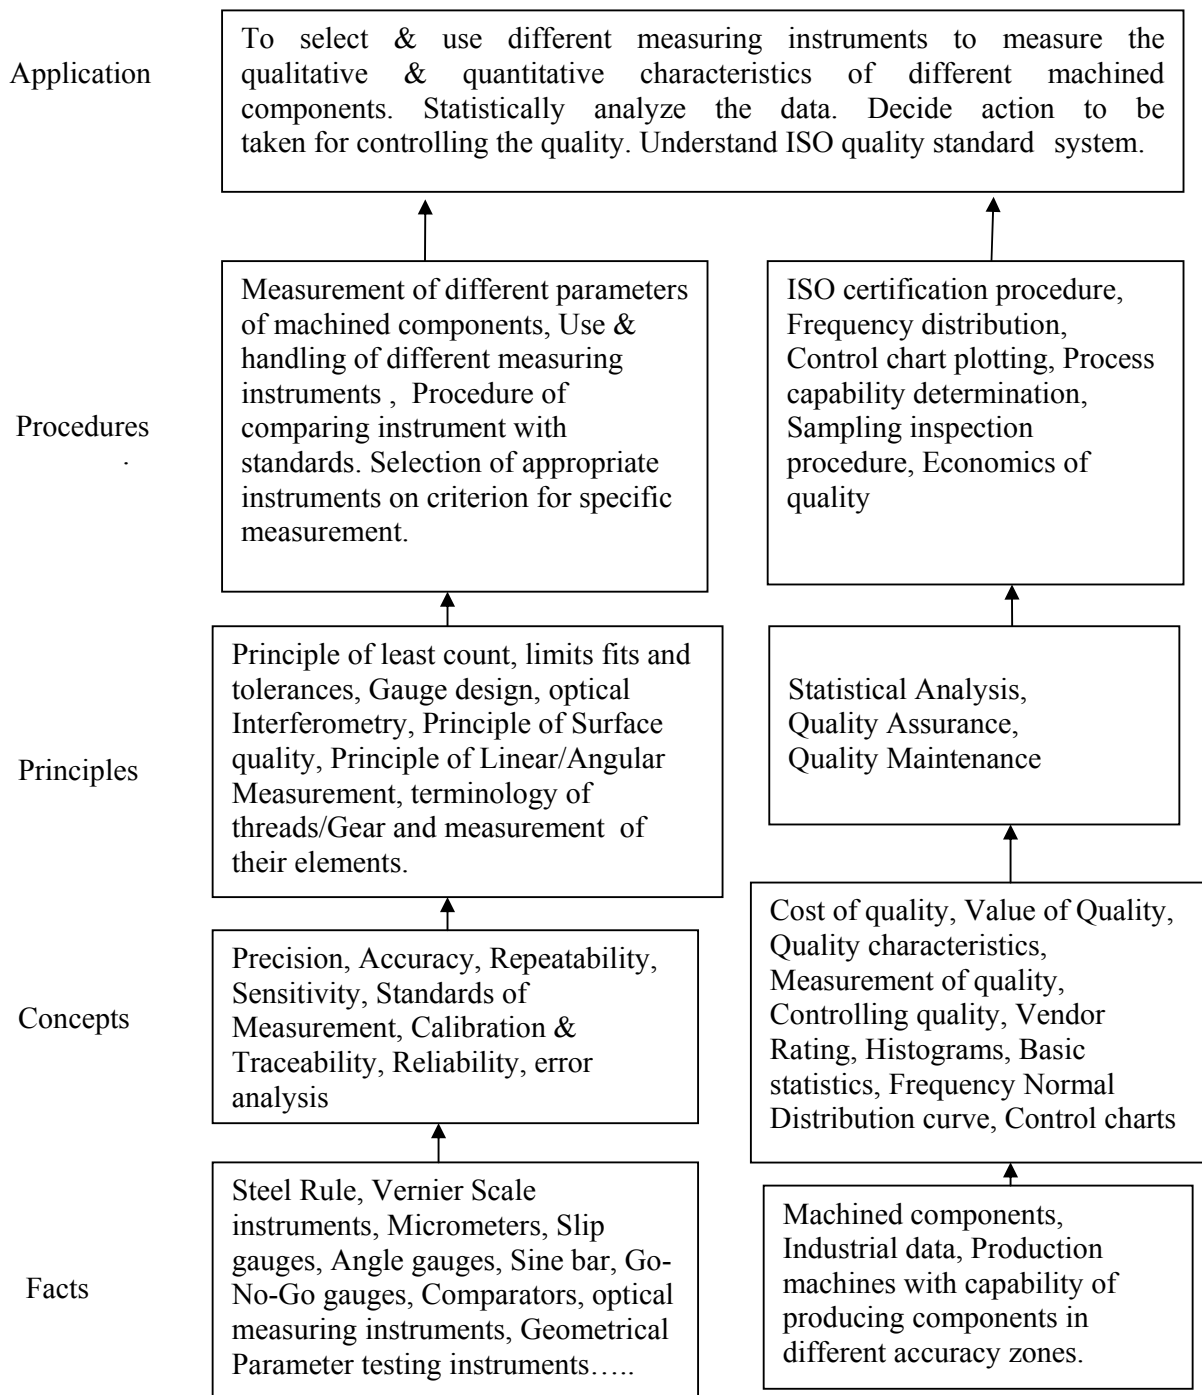 Application
To select & use different measuring instruments to measure the
qualitative & quantitative characteristics of different machined
components. Statistically analyze the data. Decide action to be
taken for controlling the quality. Understand ISO quality standard system.
Procedures
.
Measurement of different parameters
of machined components, Use &
handling of different measuring
instruments , Procedure of
comparing instrument with
standards. Selection of appropriate
instruments on criterion for specific
measurement.
ISO certification procedure,
Frequency distribution,
Control chart plotting, Process
capability determination,
Sampling inspection
procedure, Economics of
quality
Principles
Principle of least count, limits fits and
tolerances, Gauge design, optical
Interferometry, Principle of Surface
quality, Principle of Linear/Angular
Measurement, terminology of
threads/Gear and measurement of
their elements.
Statistical Analysis,
Quality Assurance,
Quality Maintenance
Concepts
Precision, Accuracy, Repeatability,
Sensitivity, Standards of
Measurement, Calibration &
Traceability, Reliability, error
analysis
Cost of quality, Value of Quality,
Quality characteristics,
Measurement of quality,
Controlling quality, Vendor
Rating, Histograms, Basic
statistics, Frequency Normal
Distribution curve, Control charts
Facts
Steel Rule, Vernier Scale
instruments, Micrometers, Slip
gauges, Angle gauges, Sine bar, Go-
No-Go gauges, Comparators, optical
measuring instruments, Geometrical
Parameter testing instruments…..
Machined components,
Industrial data, Production
machines with capability of
producing components in
different accuracy zones.